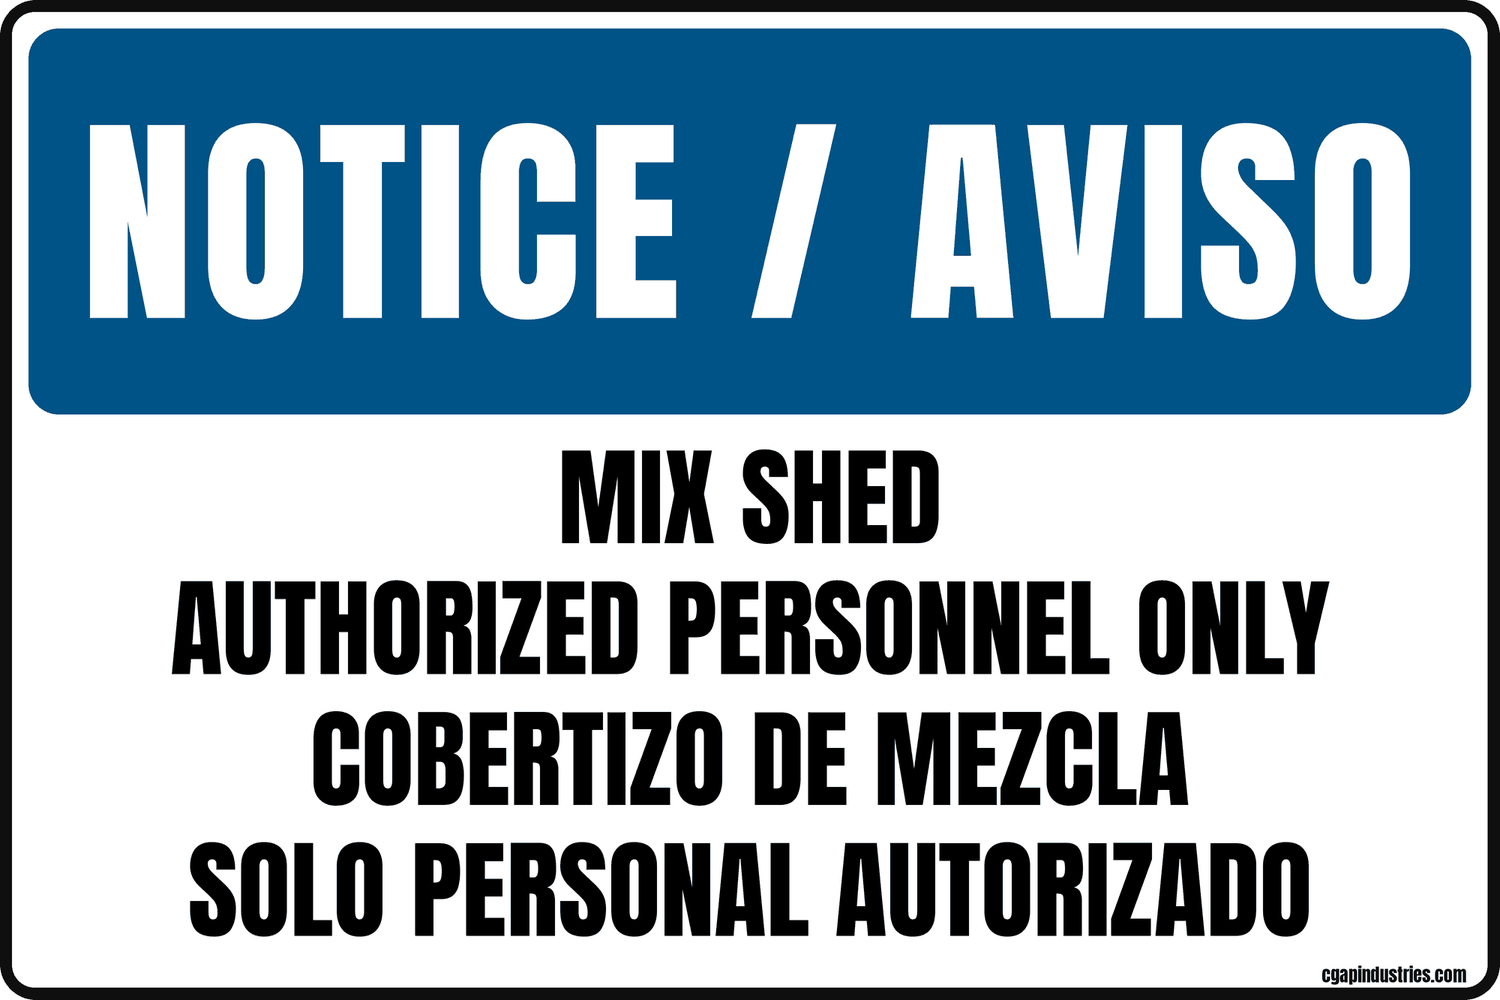 NOTICE / AVISO
MIX SHED
AUTHORIZED PERSONNEL ONLY
COBERTIZO DE MEZCLA
SOLO PERSONAL AUTORIZADO
cgapindustries.com